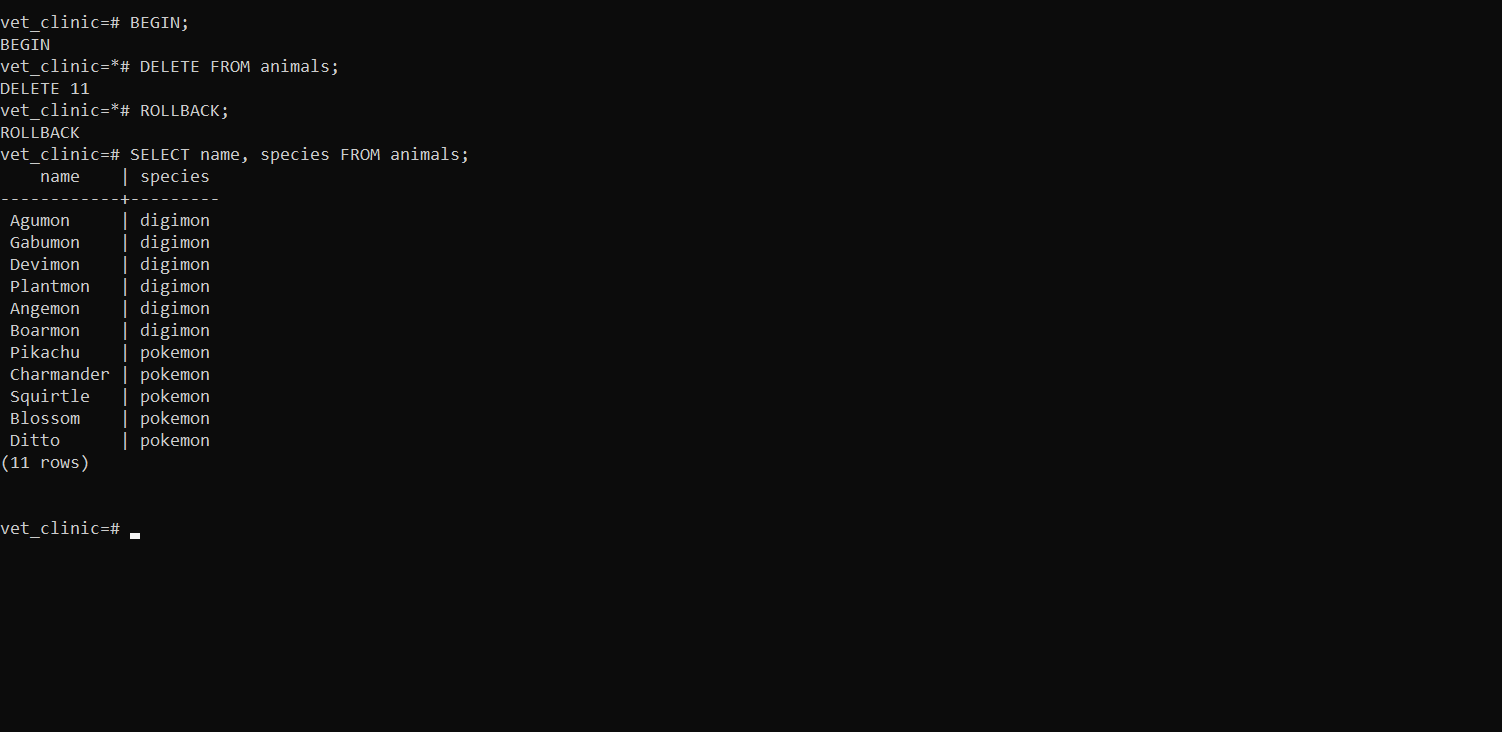 vet_clinic=# BEGIN;
BEGIN
vet_clinic=*# DELETE FROM animals;
DELETE 11
vet_clinic=*# ROLLBACK;
ROLLBACK
vet_clinic=# SELECT name, species FROM animals;
    name    | species
------------+---------
 Agumon     | digimon
 Gabumon    | digimon
 Devimon    | digimon
 Plantmon   | digimon
 Angemon    | digimon
 Boarmon    | digimon
 Pikachu    | pokemon
 Charmander | pokemon
 Squirtle   | pokemon
 Blossom    | pokemon
 Ditto      | pokemon
(11 rows)
vet_clinic=#